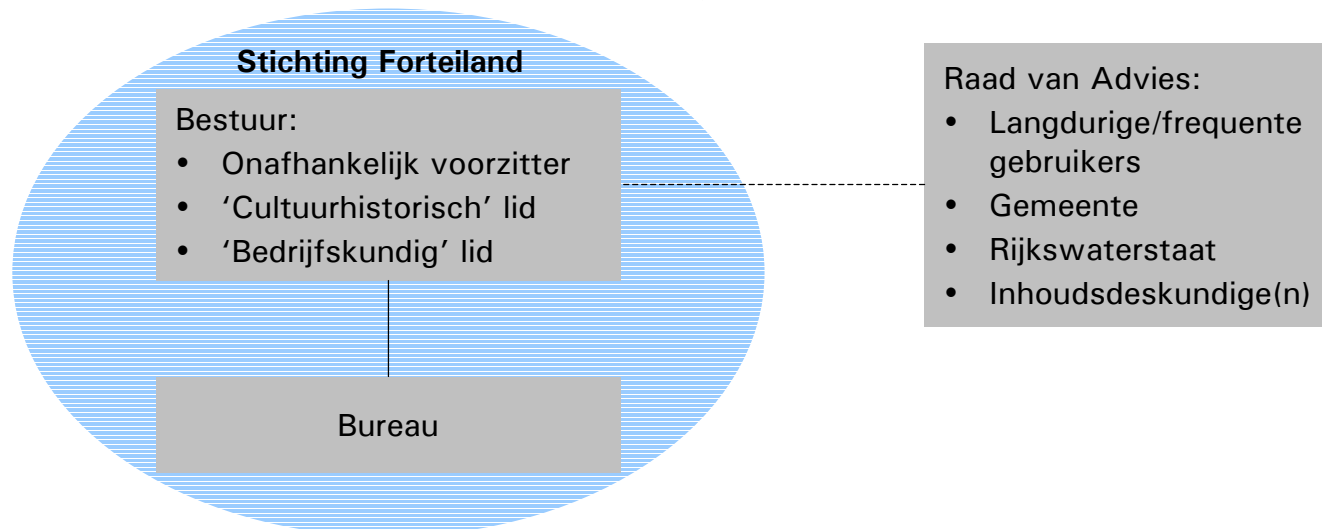 Stichting Forteiland
Bestuur:
• Onafhankelijk voorzitter
• ‘Cultuurhistorisch’ lid
• ‘Bedrijfskundig’ lid
Bureau
Raad van Advies:
• Langdurige/frequente
gebruikers
• Gemeente
• Rijkswaterstaat
• Inhoudsdeskundige(n)